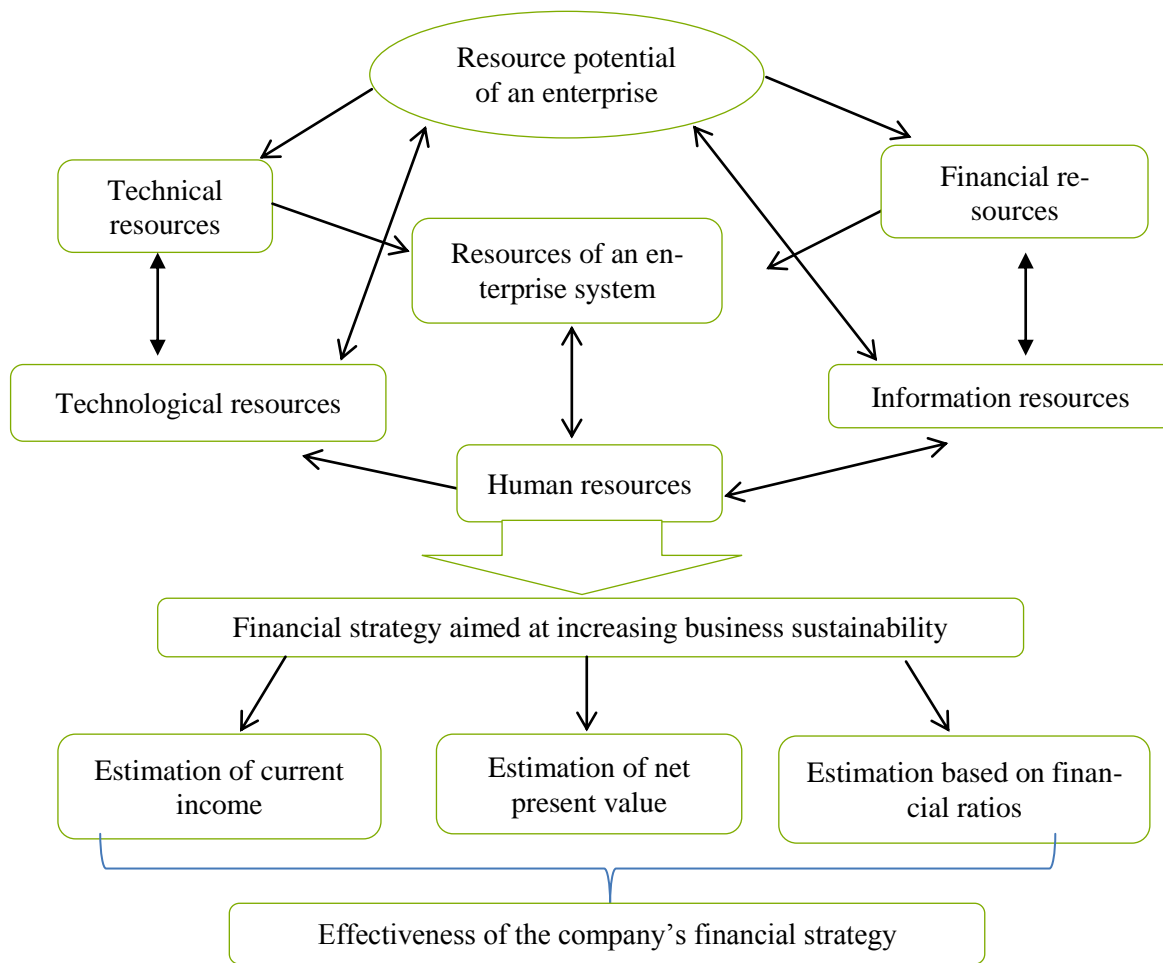 Resource potential
of an enterprise
Technical
resources
Financial re-
sources
Resources of an en-
terprise system
Technological resources
Information resources
Human resources
Financial strategy aimed at increasing business sustainability
Estimation of current
income
Estimation of net
present value
Estimation based on finan-
cial ratios
Effectiveness of the company’s financial strategy